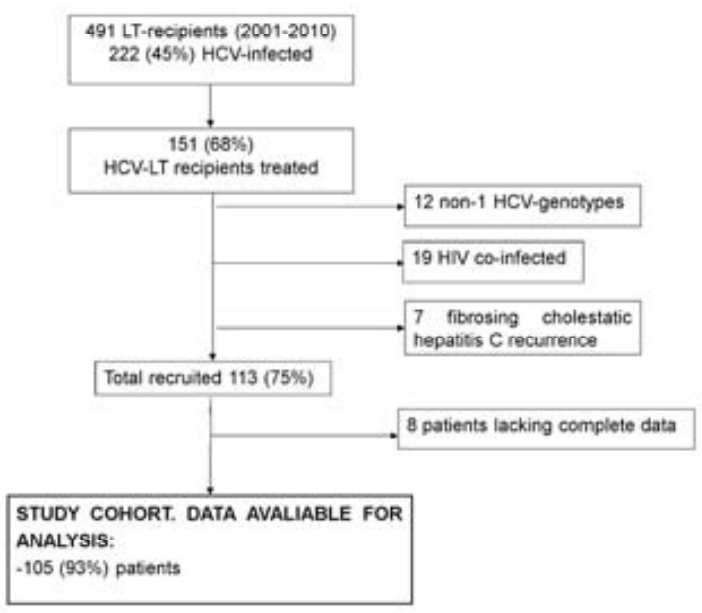 491 LT-recipients (2001-2010)
222 (45%) HCV-infected
151 (68%)
HCV-LT recipients treated
12 non-1 HCV-genotypes
19 HIV co-infected
7 fibrosing cholestatic
hepatitis C recurrence
Total recruited 113 (75%)
8 patients lacking complete data
STUDY COHORT. DATA AVALIABLE FOR
ANALYSIS:
-105 (93%) patients